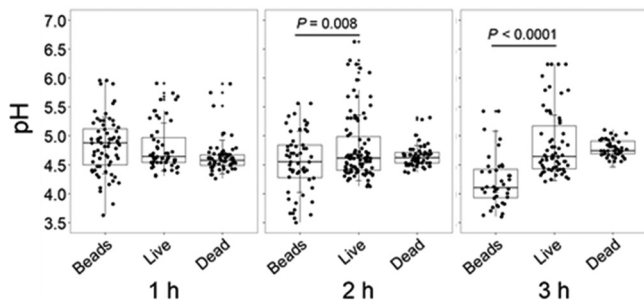 P = 0.008
P < 0.0001
pH
7.0
6.5
6.0
5.5
5.0
4.5
4.0
3.5
Beads Live Dead Beads Live Dead Beads Live Dead
1 h 2 h 3 h